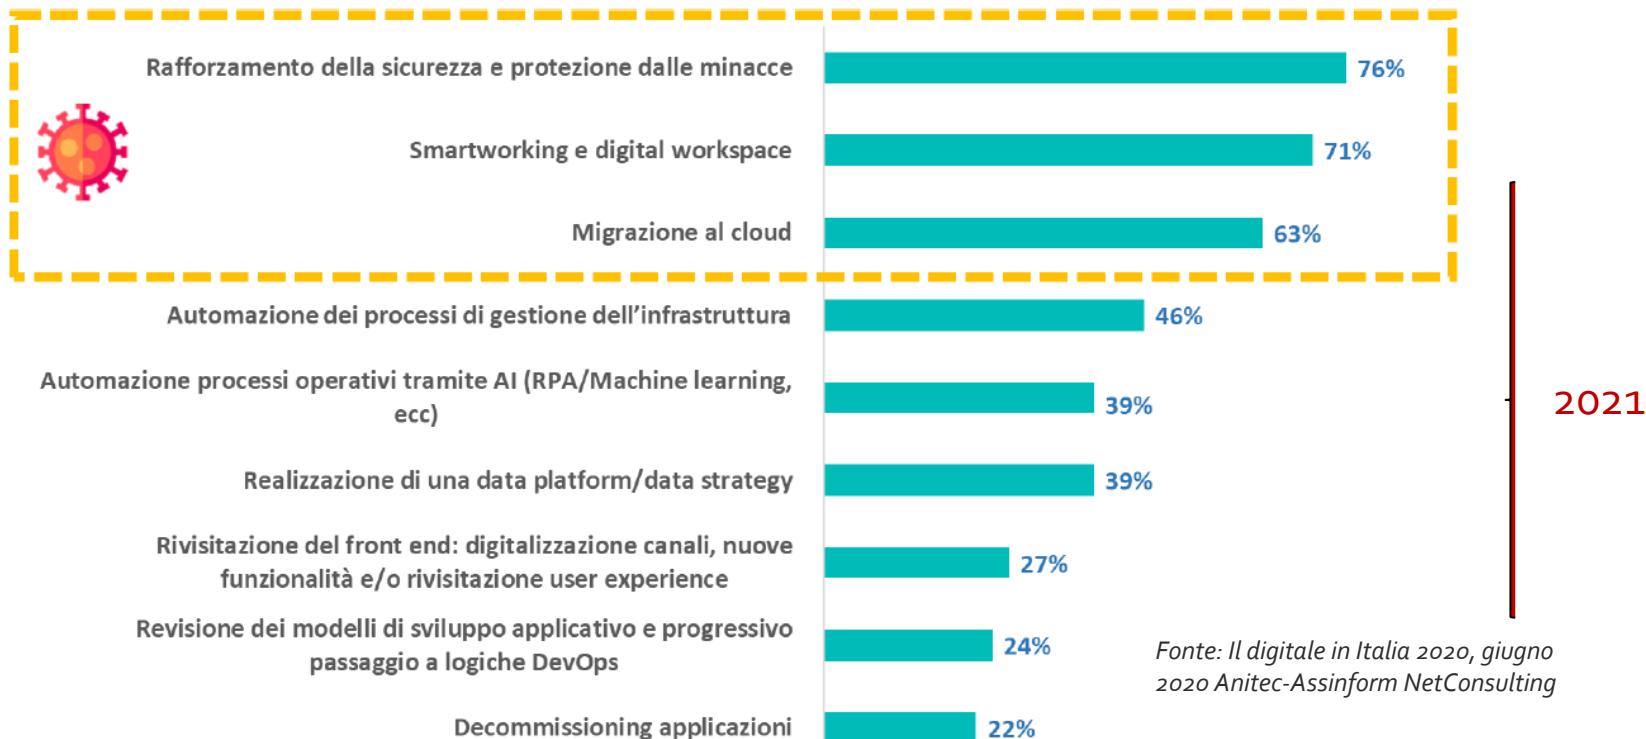 Rafforzamento della sicurezza e protezione dalle minacce
76%
Smartworking e digital workspace
71%
Migrazione al cloud
63%
Automazione dei processi di gestione dell’infrastruttura
46%
Automazione processi operativi tramite AI (RPA/Machine learning,
ecc)
39%
Realizzazione di una data platform/data strategy
39%
Rivisitazione del front end: digitalizzazione canali, nuove
funzionalità e/o rivisitazione user experience
27%
Revisione dei modelli di sviluppo applicativo e progressivo
passaggio a logiche DevOps
24%
Decommissioning applicazioni
22%
2021
Fonte: Il digitale in Italia 2020, giugno
2020 Anitec-Assinform NetConsulting